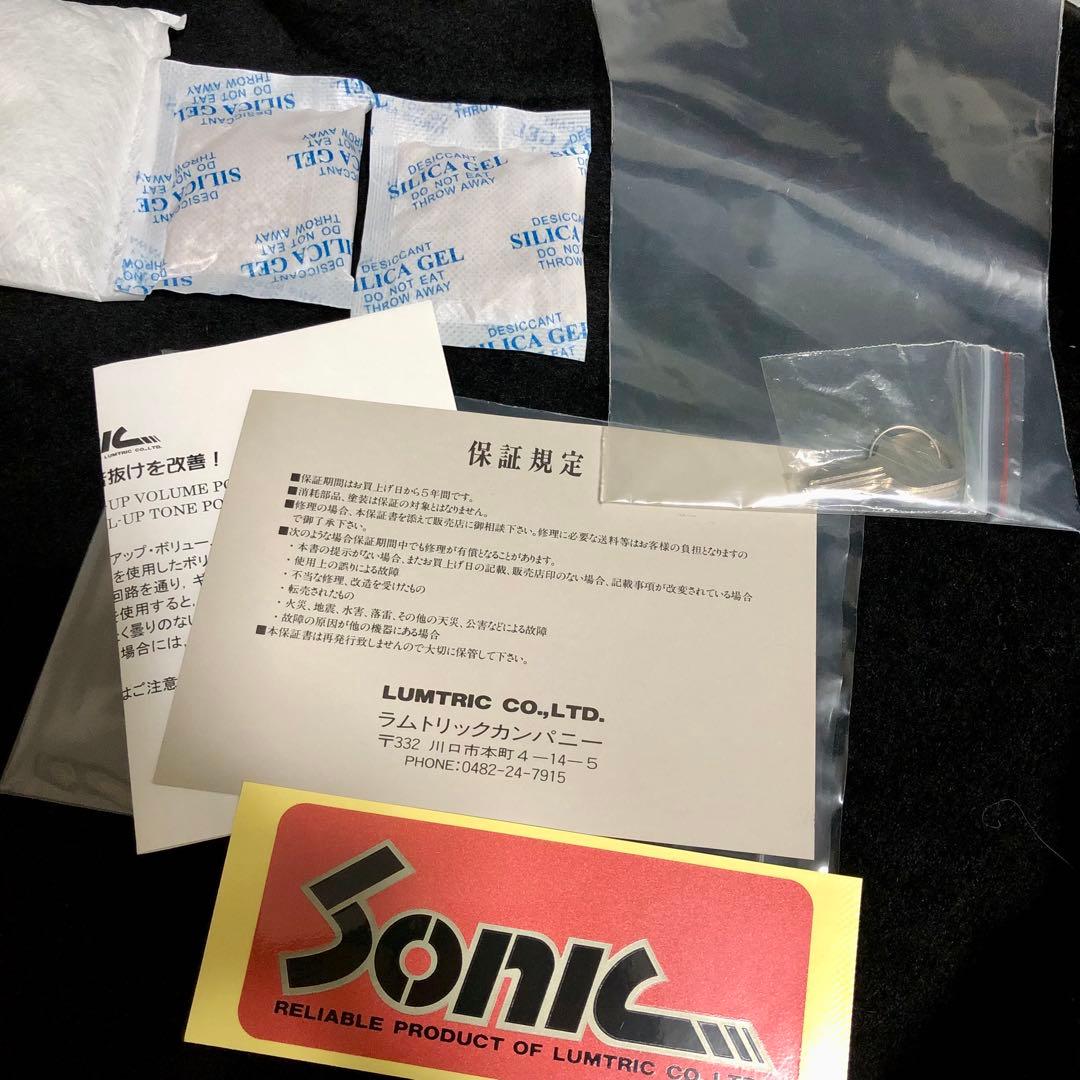 THROW AWAY
DO NOT EAT
SILICA GEL
DESICCANT
THROW AWAY
DO NOT EAT
SILICA GEL
DESICCANT
THROW AWAY
DO NOT EAT
SILICA GEL
DESICCANT
DESICCANT
SILICA GEL
DO NOT EAT
THROW AWAY
DESICCANT
SILICA GEL
DO NOT EAT
THROW AWAY
SILICA
DO NO
DESICCANT
SILICA GEL
LUMTRIC CO.,LTD.
抜けを改善!
-UP VOLUME PO
L-UP TONE PO
アップ・ボリュー
を使用したボリ
回路を通り,キ
使用すると,
く曇りのない
場合には,
はご注意
保証規定
■保証期間はお買上げ日から5年間です。
■消耗部品、塗装は保証の対象とはなりません。
■修理の場合、本保証書を添えて販売店に御相談下さい。修理に必要な送料等はお客様の負担となりますの
で御了承下さい。
■次のような場合保証期間中でも修理が有償となることがあります。
・本書の提示がない場合、またお買上げ日の記載、販売店印のない場合、記載事項が改変されている場合
・使用上の誤りによる故障
・不当な修理、改造を受けたもの
・転売されたもの
・火災、地震、水害、落雷、その他の天災、公害などによる故障
・故障の原因が他の機器にある場合
■本保証書は再発行致しませんので大切に保管して下さい。
LUMTRIC CO.,LTD.
ラムトリックカンパニー
〒332 川口市本町4-14-5
PHONE:0482-24-7915
SONIC
RELIABLE PRODUCT OF LUMTRIC CO.,LTD